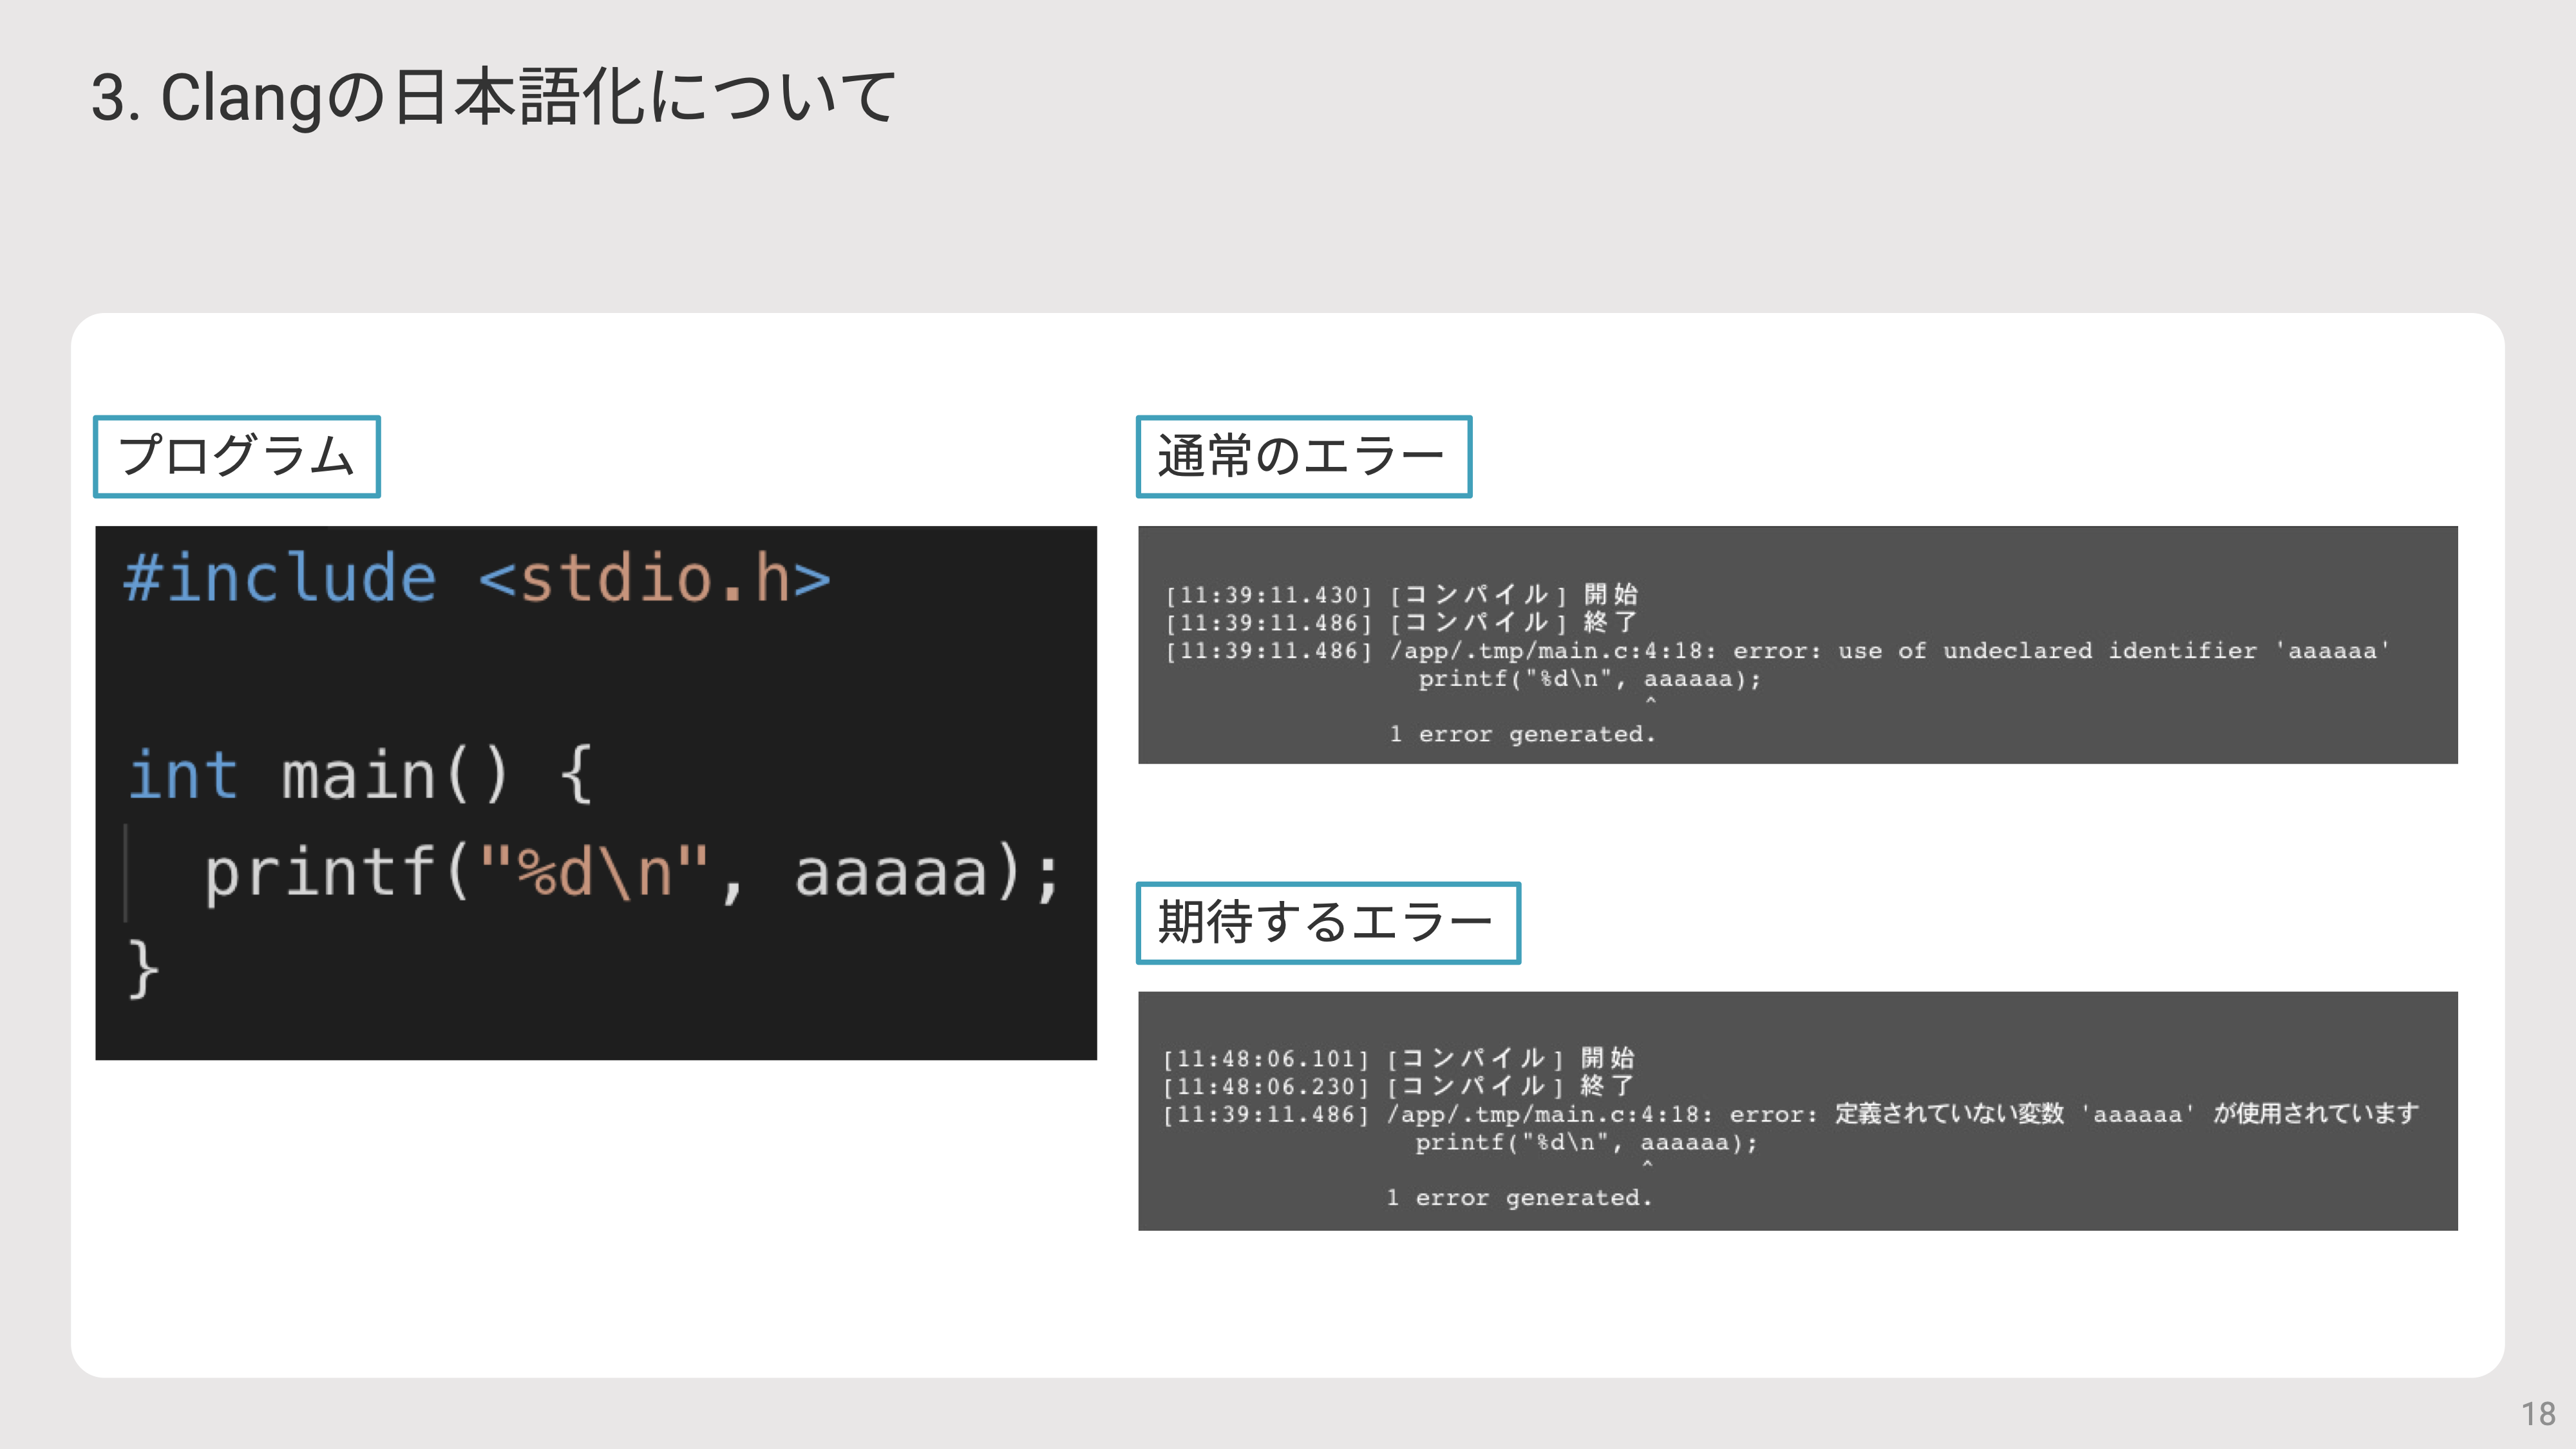 3. Clangの日本語化について
プログラム
#include <stdio.h>
int main() {
printf("%d\n", aaaaa);
}
通常のエラー
[11:39:11.430] [コンパイル] 開始
[11:39:11.486] [コンパイル] 終了
[11:39:11.486] /app/.tmp/main.c:4:18: error: use of undeclared identifier 'aaaaaa'
printf("%d\n", aaaaaa);
^
1 error generated.
期待するエラー
[11:48:06.101] [コンパイル] 開始
[11:48:06.230] [コンパイル] 終了
[11:39:11.486] /app/.tmp/main.c:4:18: error: 定義されていない変数 'aaaaaa' が使用されています
printf("%d\n", aaaaaa);
^
1 error generated.
18